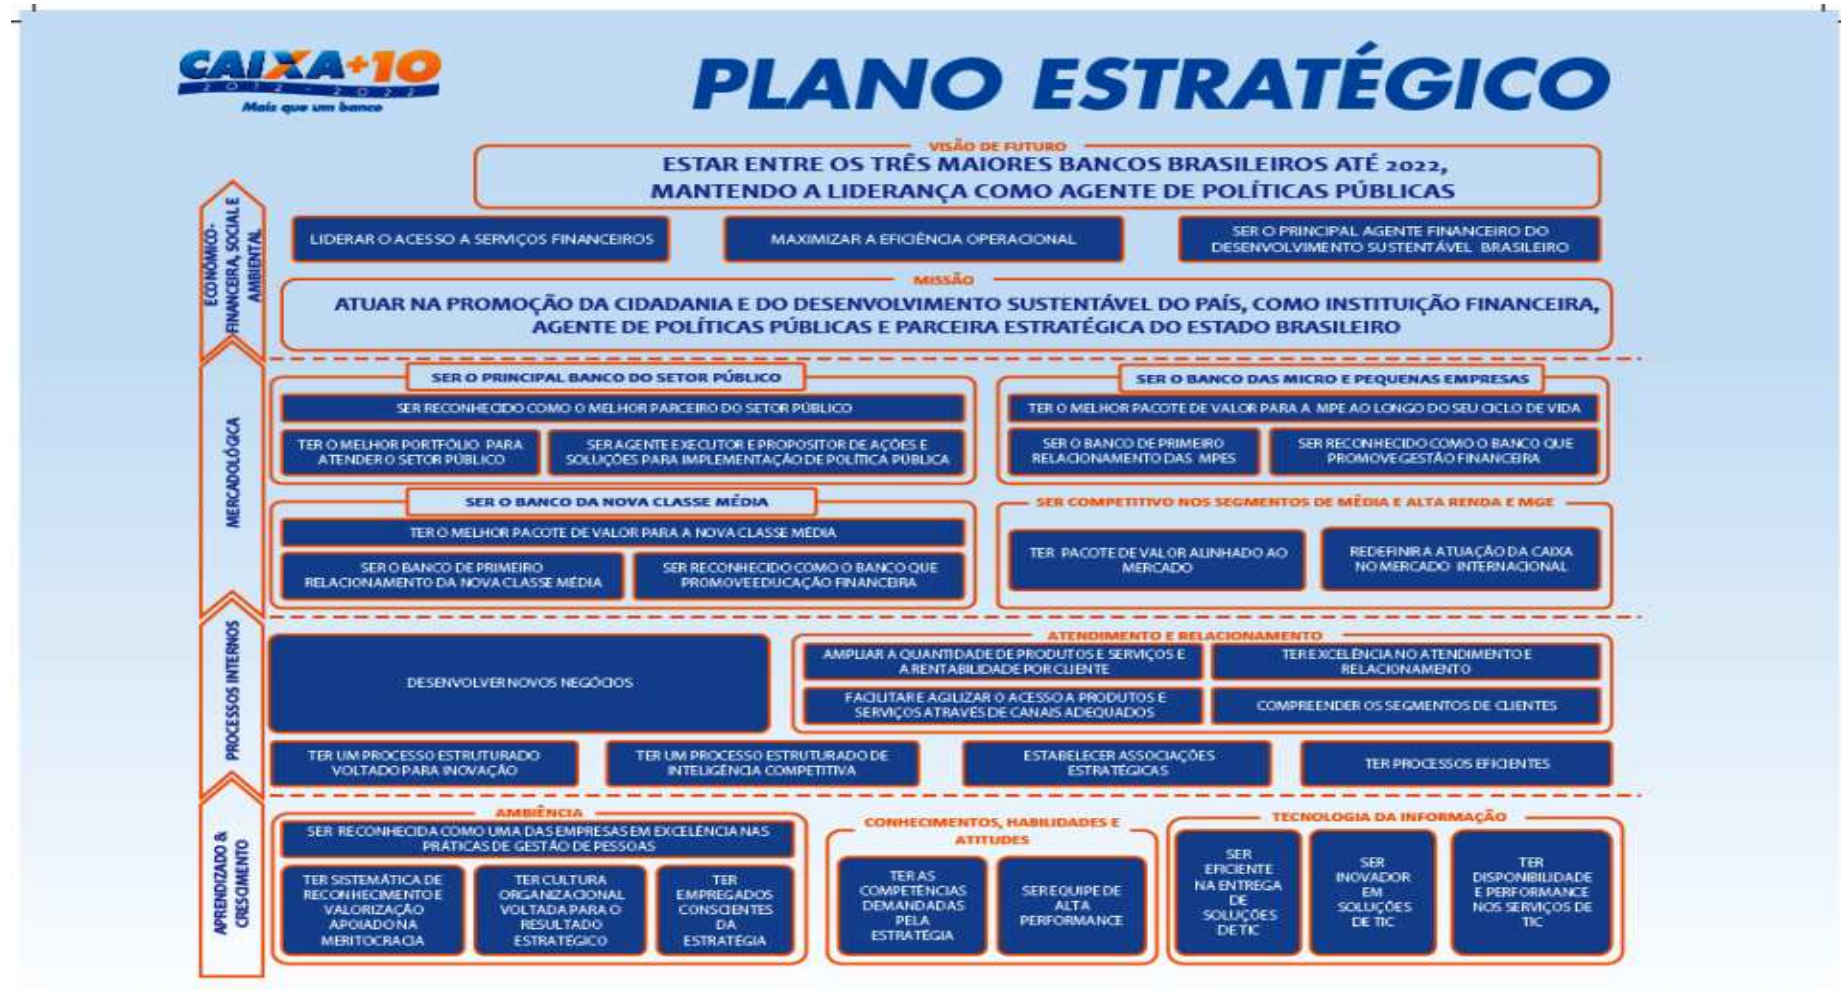 CAIXA+10
2012 - 2022
Mais que um banco
PLANO ESTRATÉGICO
VISÃO DE FUTURO
ESTAR ENTRE OS TRÊS MAIORES BANCOS BRASILEIROS ATÉ 2022,
MANTENDO A LIDERANÇA COMO AGENTE DE POLÍTICAS PÚBLICAS
ECONÔMICO-
FINANCEIRA, SOCIAL E
AMBIENTAL
LIDERAR O ACESSO A SERVIÇOS FINANCEIROS
MAXIMIZAR A EFICIÊNCIA OPERACIONAL
SER O PRINCIPAL AGENTE FINANCEIRO DO
DESENVOLVIMENTO SUSTENTÁVEL BRASILEIRO
MISSÃO
ATUAR NA PROMOÇÃO DA CIDADANIA E DO DESENVOLVIMENTO SUSTENTÁVEL DO PAÍS, COMO INSTITUIÇÃO FINANCEIRA,
AGENTE DE POLÍTICAS PÚBLICAS E PARCEIRA ESTRATÉGICA DO ESTADO BRASILEIRO
MERCADOLÓGICA
SER O PRINCIPAL BANCO DO SETOR PÚBLICO
SER RECONHECIDO COMO O MELHOR PARCEIRO DO SETOR PÚBLICO
TER O MELHOR PORTFÓLIO PARA
ATENDER O SETOR PÚBLICO
SER AGENTE EXECUTOR E PROPOSITOR DE AÇÕES E
SOLUÇÕES PARA IMPLEMENTAÇÃO DE POLÍTICA PÚBLICA
SER O BANCO DAS MICRO E PEQUENAS EMPRESAS
TER O MELHOR PACOTE DE VALOR PARA A MPE AO LONGO DO SEU CICLO DE VIDA
SER O BANCO DE PRIMEIRO
RELACIONAMENTO DAS MPES
SER RECONHECIDO COMO O BANCO QUE
PROMOVE GESTÃO FINANCEIRA
SER O BANCO DA NOVA CLASSE MÉDIA
TER O MELHOR PACOTE DE VALOR PARA A NOVA CLASSE MÉDIA
SER O BANCO DE PRIMEIRO
RELACIONAMENTO DA NOVA CLASSE MÉDIA
SER RECONHECIDO COMO O BANCO QUE
PROMOVE EDUCAÇÃO FINANCEIRA
SER COMPETITIVO NOS SEGMENTOS DE MÉDIA E ALTA RENDA E MGE
TER PACOTE DE VALOR ALINHADO AO
MERCADO
REDEFINIR A ATUAÇÃO DA CAIXA
NO MERCADO INTERNACIONAL
PROCESSOS INTERNOS
DESENVOLVER NOVOS NEGÓCIOS
ATENDIMENTO E RELACIONAMENTO
AMPLIAR A QUANTIDADE DE PRODUTOS E SERVIÇOS E
A RENTABILIDADE POR CLIENTE
TER EXCELÊNCIA NO ATENDIMENTO E
RELACIONAMENTO
FACILITAR E AGILIZAR O ACESSO A PRODUTOS E
SERVIÇOS ATRAVÉS DE CANAIS ADEQUADOS
COMPREENDER OS SEGMENTOS DE CLIENTES
TER UM PROCESSO ESTRUTURADO
VOLTADO PARA INOVAÇÃO
TER UM PROCESSO ESTRUTURADO DE
INTELIGÊNCIA COMPETITIVA
ESTABELECER ASSOCIAÇÕES
ESTRATÉGICAS
TER PROCESSOS EFICIENTES
APRENDIZADO &
CRESCIMENTO
AMBIÊNCIA
SER RECONHECIDA COMO UMA DAS EMPRESAS EM EXCELÊNCIA NAS
PRÁTICAS DE GESTÃO DE PESSOAS
TER SISTEMÁTICA DE
RECONHECIMENTO E
VALORIZAÇÃO
APOIADO NA
MERITOCRACIA
TER CULTURA
ORGANIZACIONAL
VOLTADA PARA O
RESULTADO
ESTRATÉGICO
TER
EMPREGADOS
CONSCIENTES
DA
ESTRATÉGIA
CONHECIMENTOS, HABILIDADES E
ATITUDES
TER AS
COMPETÊNCIAS
DEMANDADAS
PELA
ESTRATÉGIA
SER EQUIPE DE
ALTA
PERFORMANCE
TECNOLOGIA DA INFORMAÇÃO
SER
EFICIENTE
NA ENTREGA
DE
SOLUÇÕES
DE TIC
SER
INOVADOR
EM
SOLUÇÕES
DE TIC
TER
DISPONIBILIDADE
E PERFORMANCE
NOS SERVIÇOS DE
TIC